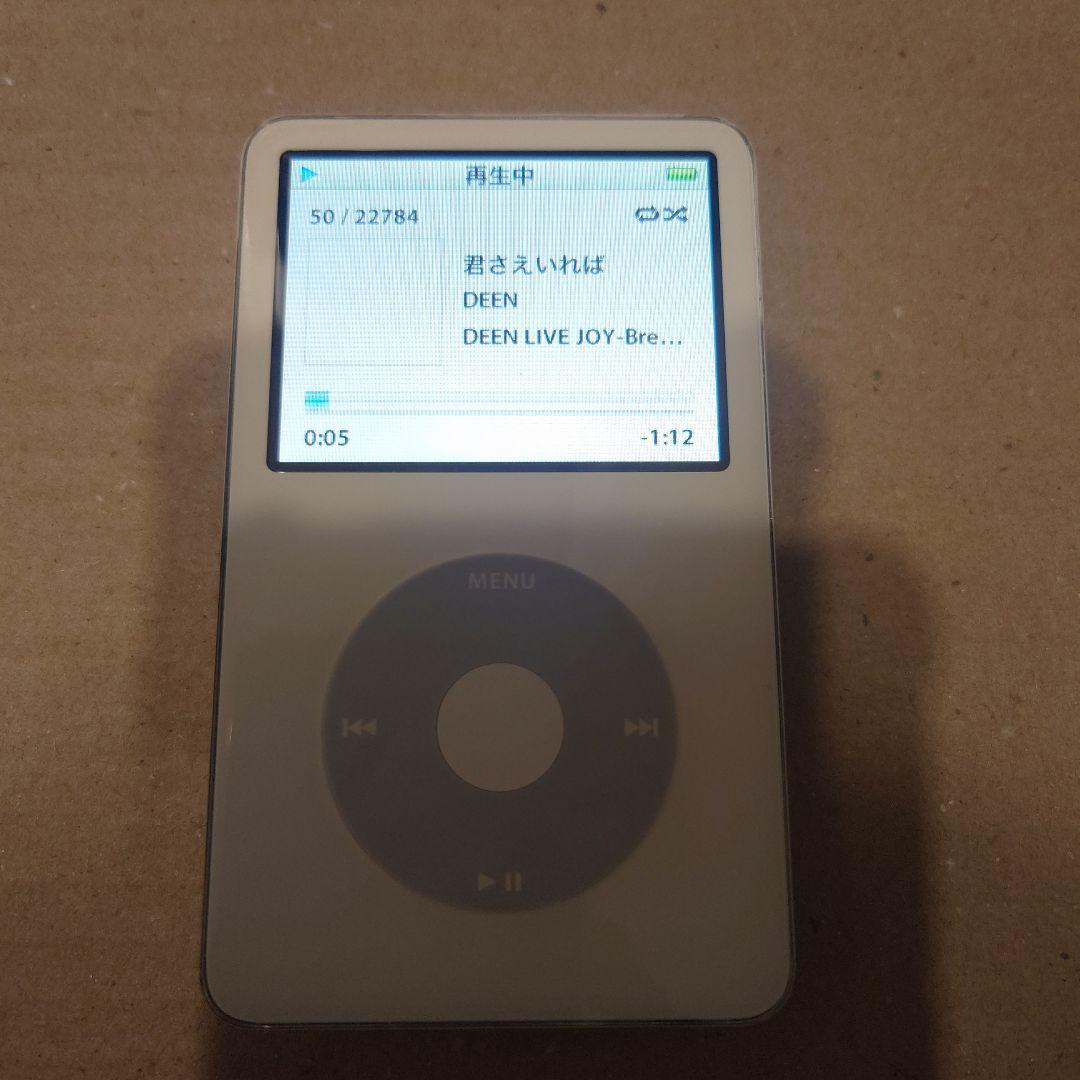 再生中
50 / 22784
君さえいれば
DEEN
DEEN LIVE JOY-Bre...
0:05 -1:12
MENU